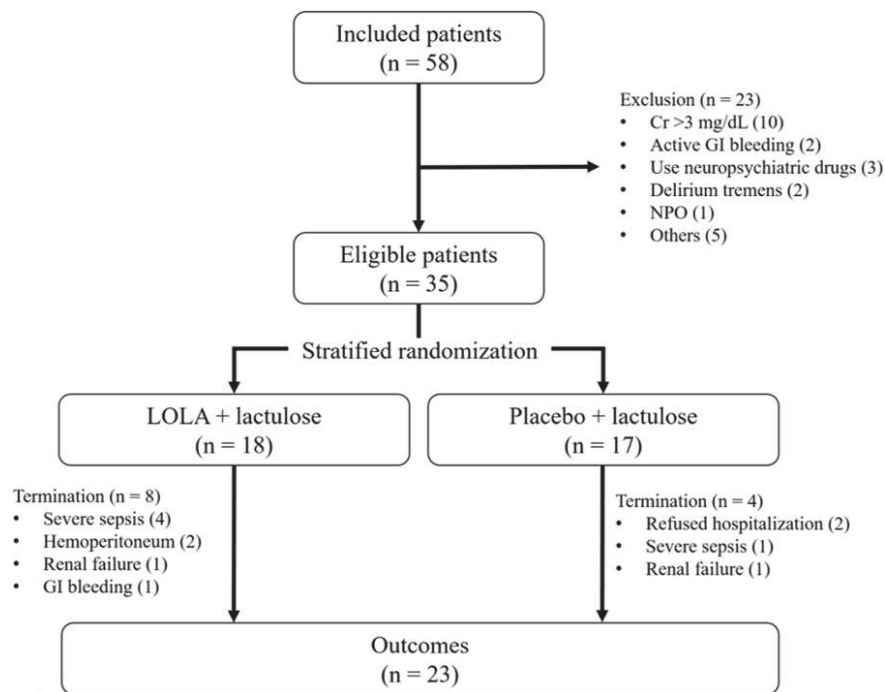 Included patients
(n = 58)
Exclusion (n = 23)
• Cr >3 mg/dL (10)
• Active GI bleeding (2)
• Use neuropsychiatric drugs (3)
• Delirium tremens (2)
• NPO (1)
• Others (5)
Eligible patients
(n = 35)
Stratified randomization
LOLA + lactulose
(n = 18)
Placebo + lactulose
(n = 17)
Termination (n = 8)
• Severe sepsis (4)
• Hemoperitoneum (2)
• Renal failure (1)
• GI bleeding (1)
Termination (n = 4)
• Refused hospitalization (2)
• Severe sepsis (1)
• Renal failure (1)
Outcomes
(n = 23)